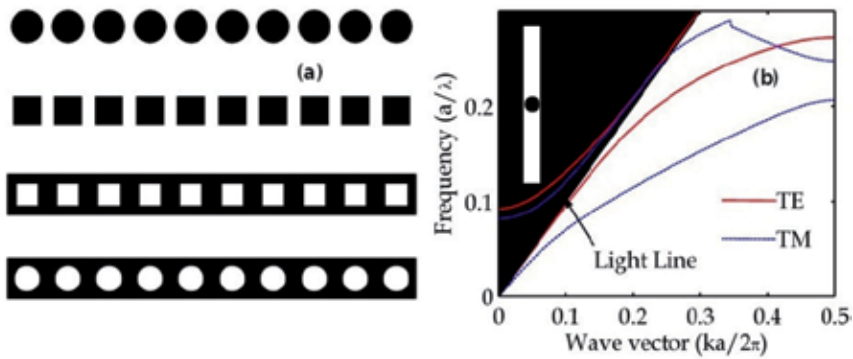 (a)
(b)
Frequency (a/λ)
0.2
0.1
0
TE
TM
Light Line
0 0.1 0.2 0.3 0.4 0.5
Wave vector (ka/2π)